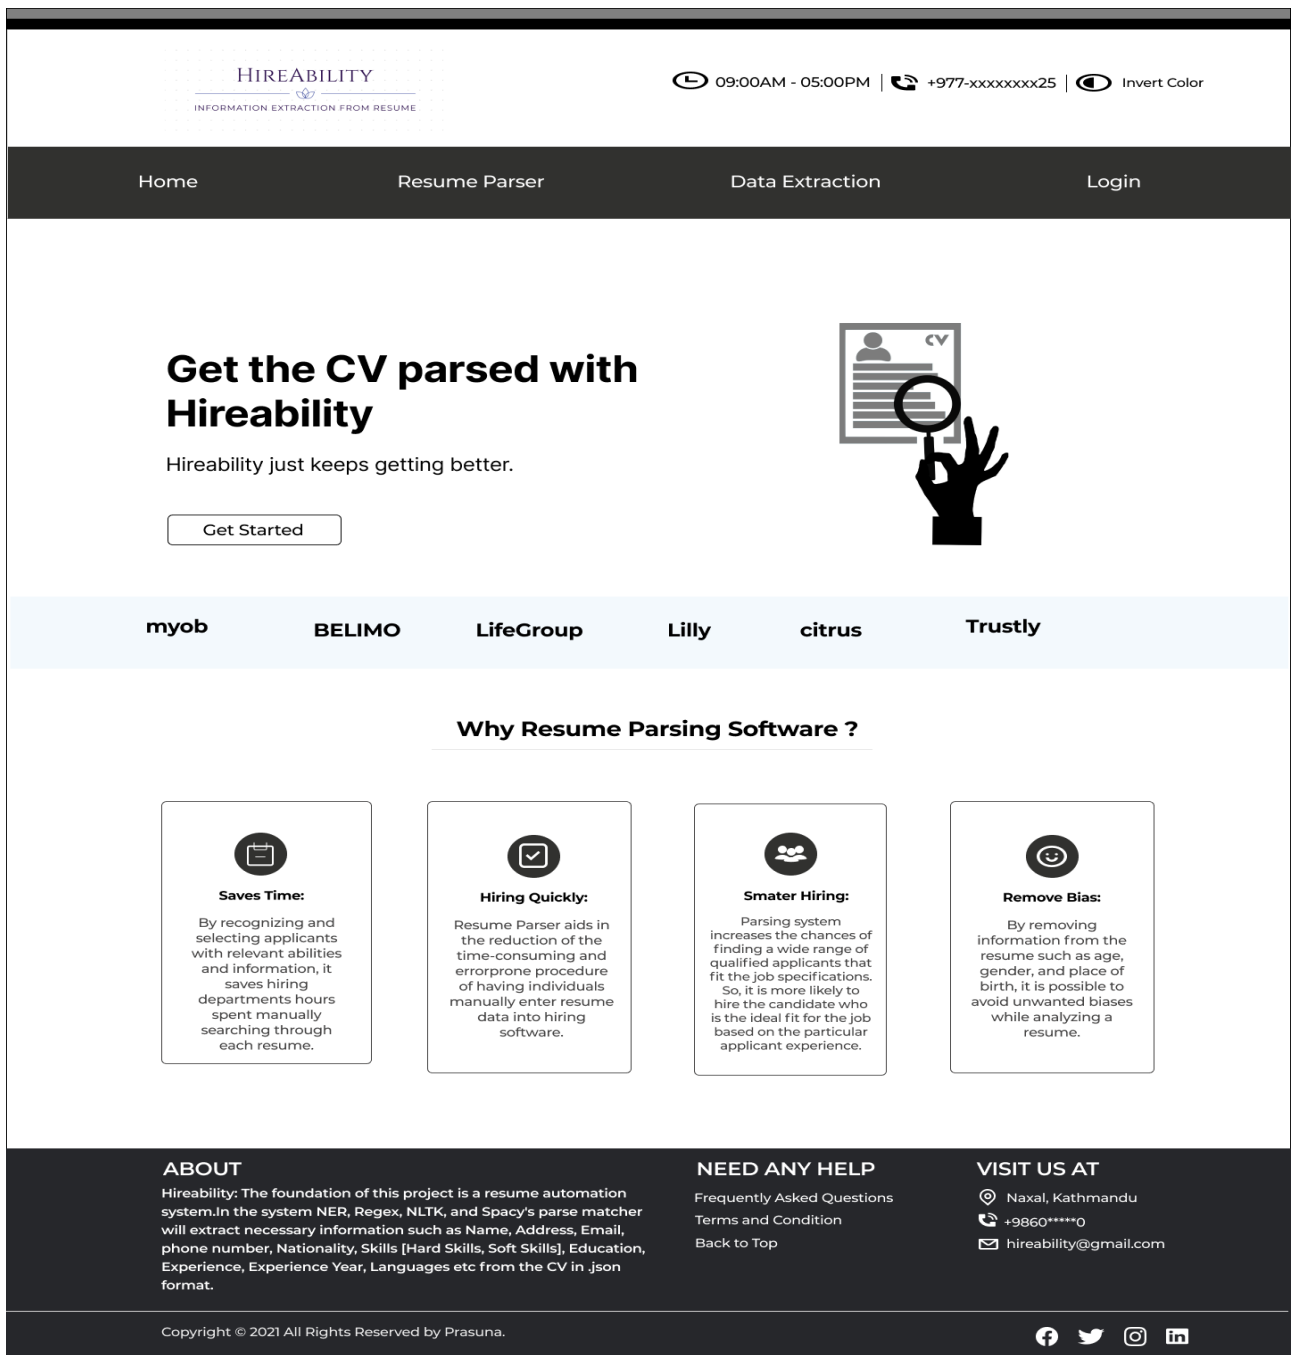 HIREABILITY
INFORMATION EXTRACTION FROM RESUME
09:00AM - 05:00PM
+977-xxxxxxxx25
Invert Color
Home
Resume Parser
Data Extraction
Login
Get the CV parsed with
Hireability
Hireability just keeps getting better.
Get Started
CV
myob
BELIMO
LifeGroup
Lilly
citrus
Trustly
Why Resume Parsing Software ?
Saves Time:
By recognizing and
selecting applicants
with relevant abilities
and information, it
saves hiring
departments hours
spent manually
searching through
each resume.
Hiring Quickly:
Resume Parser aids in
the reduction of the
time-consuming and
errorprone procedure
of having individuals
manually enter resume
data into hiring
software.
Smater Hiring:
Parsing system
increases the chances of
finding a wide range of
qualified applicants that
fit the job specifications.
So, it is more likely to
hire the candidate who
is the ideal fit for the job
based on the particular
applicant experience.
Remove Bias:
By removing
information from the
resume such as age,
gender, and place of
birth, it is possible to
avoid unwanted biases
while analyzing a
resume.
ABOUT
Hireability: The foundation of this project is a resume automation
system.In the system NER, Regex, NLTK, and Spacy's parse matcher
will extract necessary information such as Name, Address, Email,
phone number, Nationality, Skills [Hard Skills, Soft Skills], Education,
Experience, Experience Year, Languages etc from the CV in .json
format.
NEED ANY HELP
Frequently Asked Questions
Terms and Condition
Back to Top
VISIT US AT
Naxal, Kathmandu
+9860*****0
hireability@gmail.com
Copyright © 2021 All Rights Reserved by Prasuna.